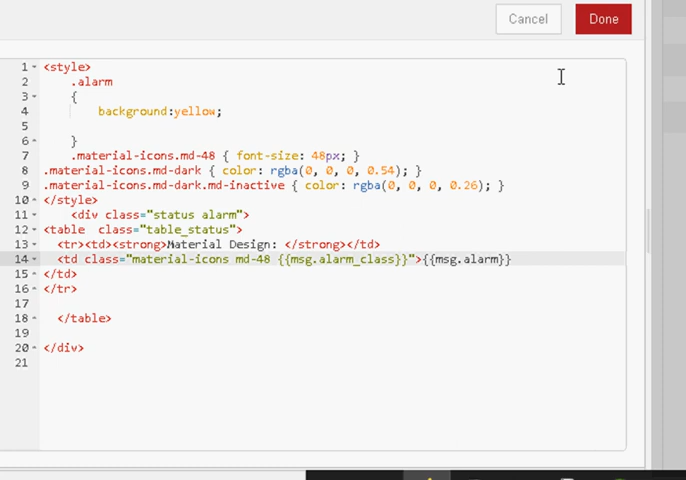 Cancel
Done
1 <style>
2 .alarm
3 {
4 background:yellow;
5
6 }
7 .material-icons.md-48 { font-size: 48px; }
8 .material-icons.md-dark { color: rgba(0, 0, 0, 0.54); }
9 .material-icons.md-dark.md-inactive { color: rgba(0, 0, 0, 0.26); }
10 </style>
11 <div class="status alarm">
12 <table  class="table_status">
13 <tr><td><strong>Material Design: </strong></td>
14 <td class="material-icons md-48 {{msg.alarm_class}}">{{msg.alarm}}
15 </td>
16 </tr>
17
18 </table>
19
20 </div>
21